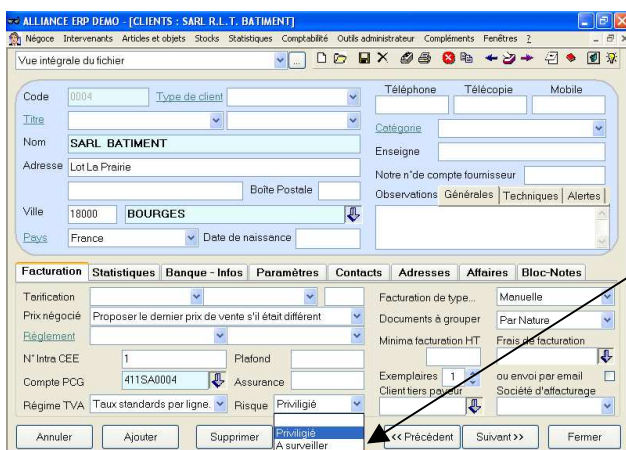 ALLIANCE ERP DEMO - [CLIENTS : SARL R.L.T. BATIMENT]
Négoce Intervenants Articles et objets Stocks Statistiques Comptabilité Outils administrateur Compléments Fenêtres ?
Vue intégrale du fichier ...
Code 0004 Type de client
Téléphone Télécopie Mobile
Titre
Catégorie
Nom SARL BATIMENT
Enseigne
Adresse Lot La Prairie
Notre n°de compte fournisseur
Boîte Postale
Observations Générales Techniques Alertes
Ville 18000 BOURGES
Pays France Date de naissance
Facturation Statistiques Banque - Infos Paramètres Contacts Adresses Affaires Bloc-Notes
Tarification
Facturation de type... Manuelle
Prix négocié Proposer le dernier prix de vente s'il était différent
Documents à grouper Par Nature
Règlement
Minima facturation HT Frais de facturation
N° Intra CEE 1 Plafond
Compte PCG 411SA0004 Assurance
Exemplaires 1 ou envoi par email
Client tiers payeur Société d'affacturage
Régime TVA Taux standards par ligne. Risque Priviligié
Priviligié
A surveiller
Annuler Ajouter Supprimer << Précédent Suivant >> Fermer